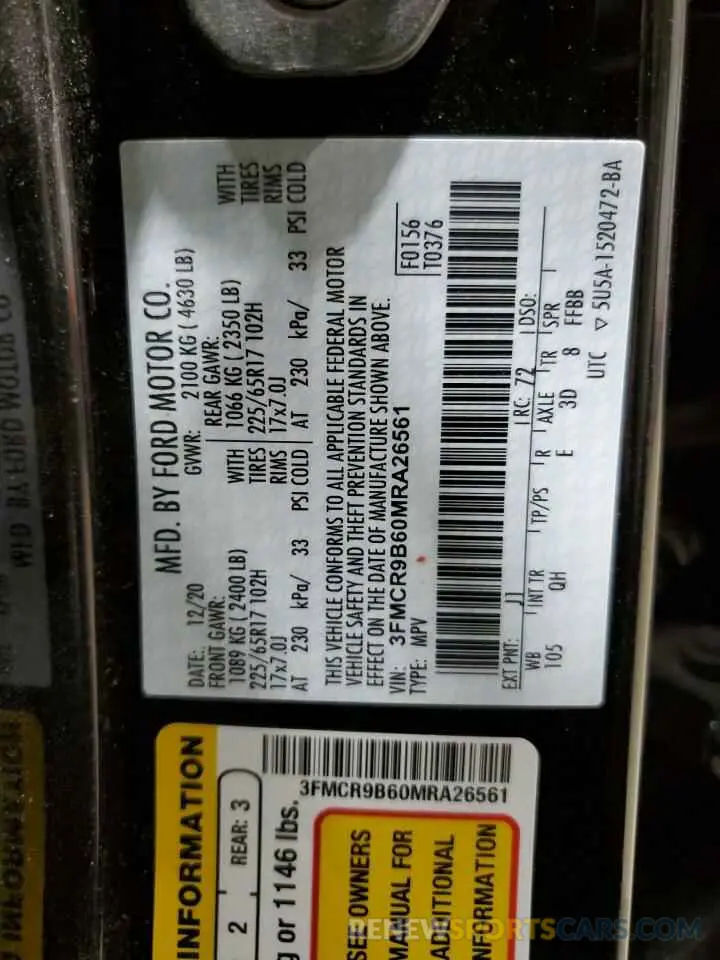 MFD. BY FORD MOTOR CO.
DATE: 12/20 GVWR: 2100 KG ( 4630 LB)
FRONT GAWR: REAR GAWR:
1089 KG ( 2400 LB) WITH 1066 KG ( 2350 LB) WITH
225/65R17 102H TIRES 225/65R17 102H TIRES
17x7.0J RIMS 17x7.0J RIMS
AT 230 kPa/ 33 PSI COLD AT 230 kPa/ 33 PSI COLD
THIS VEHICLE CONFORMS TO ALL APPLICABLE FEDERAL MOTOR
VEHICLE SAFETY AND THEFT PREVENTION STANDARDS IN
EFFECT ON THE DATE OF MANUFACTURE SHOWN ABOVE.
VIN: 3FMCR9B60MRA26561
TYPE: MPV
F0156
T0376
EXT PNT: J1 RC: 72 DSO:
WB INT TR TP/PS R AXLE TR SPR
105 QH E 3D 8 FFBB
UTC ▽ 5U5A-1520472-BA
INFORMATION
2 REAR: 3
g or 1146 lbs.
3FMCR9B60MRA26561
SEE OWNERS
MANUAL FOR
ADDITIONAL
INFORMATION
RENEWSPORTSCARS.COM